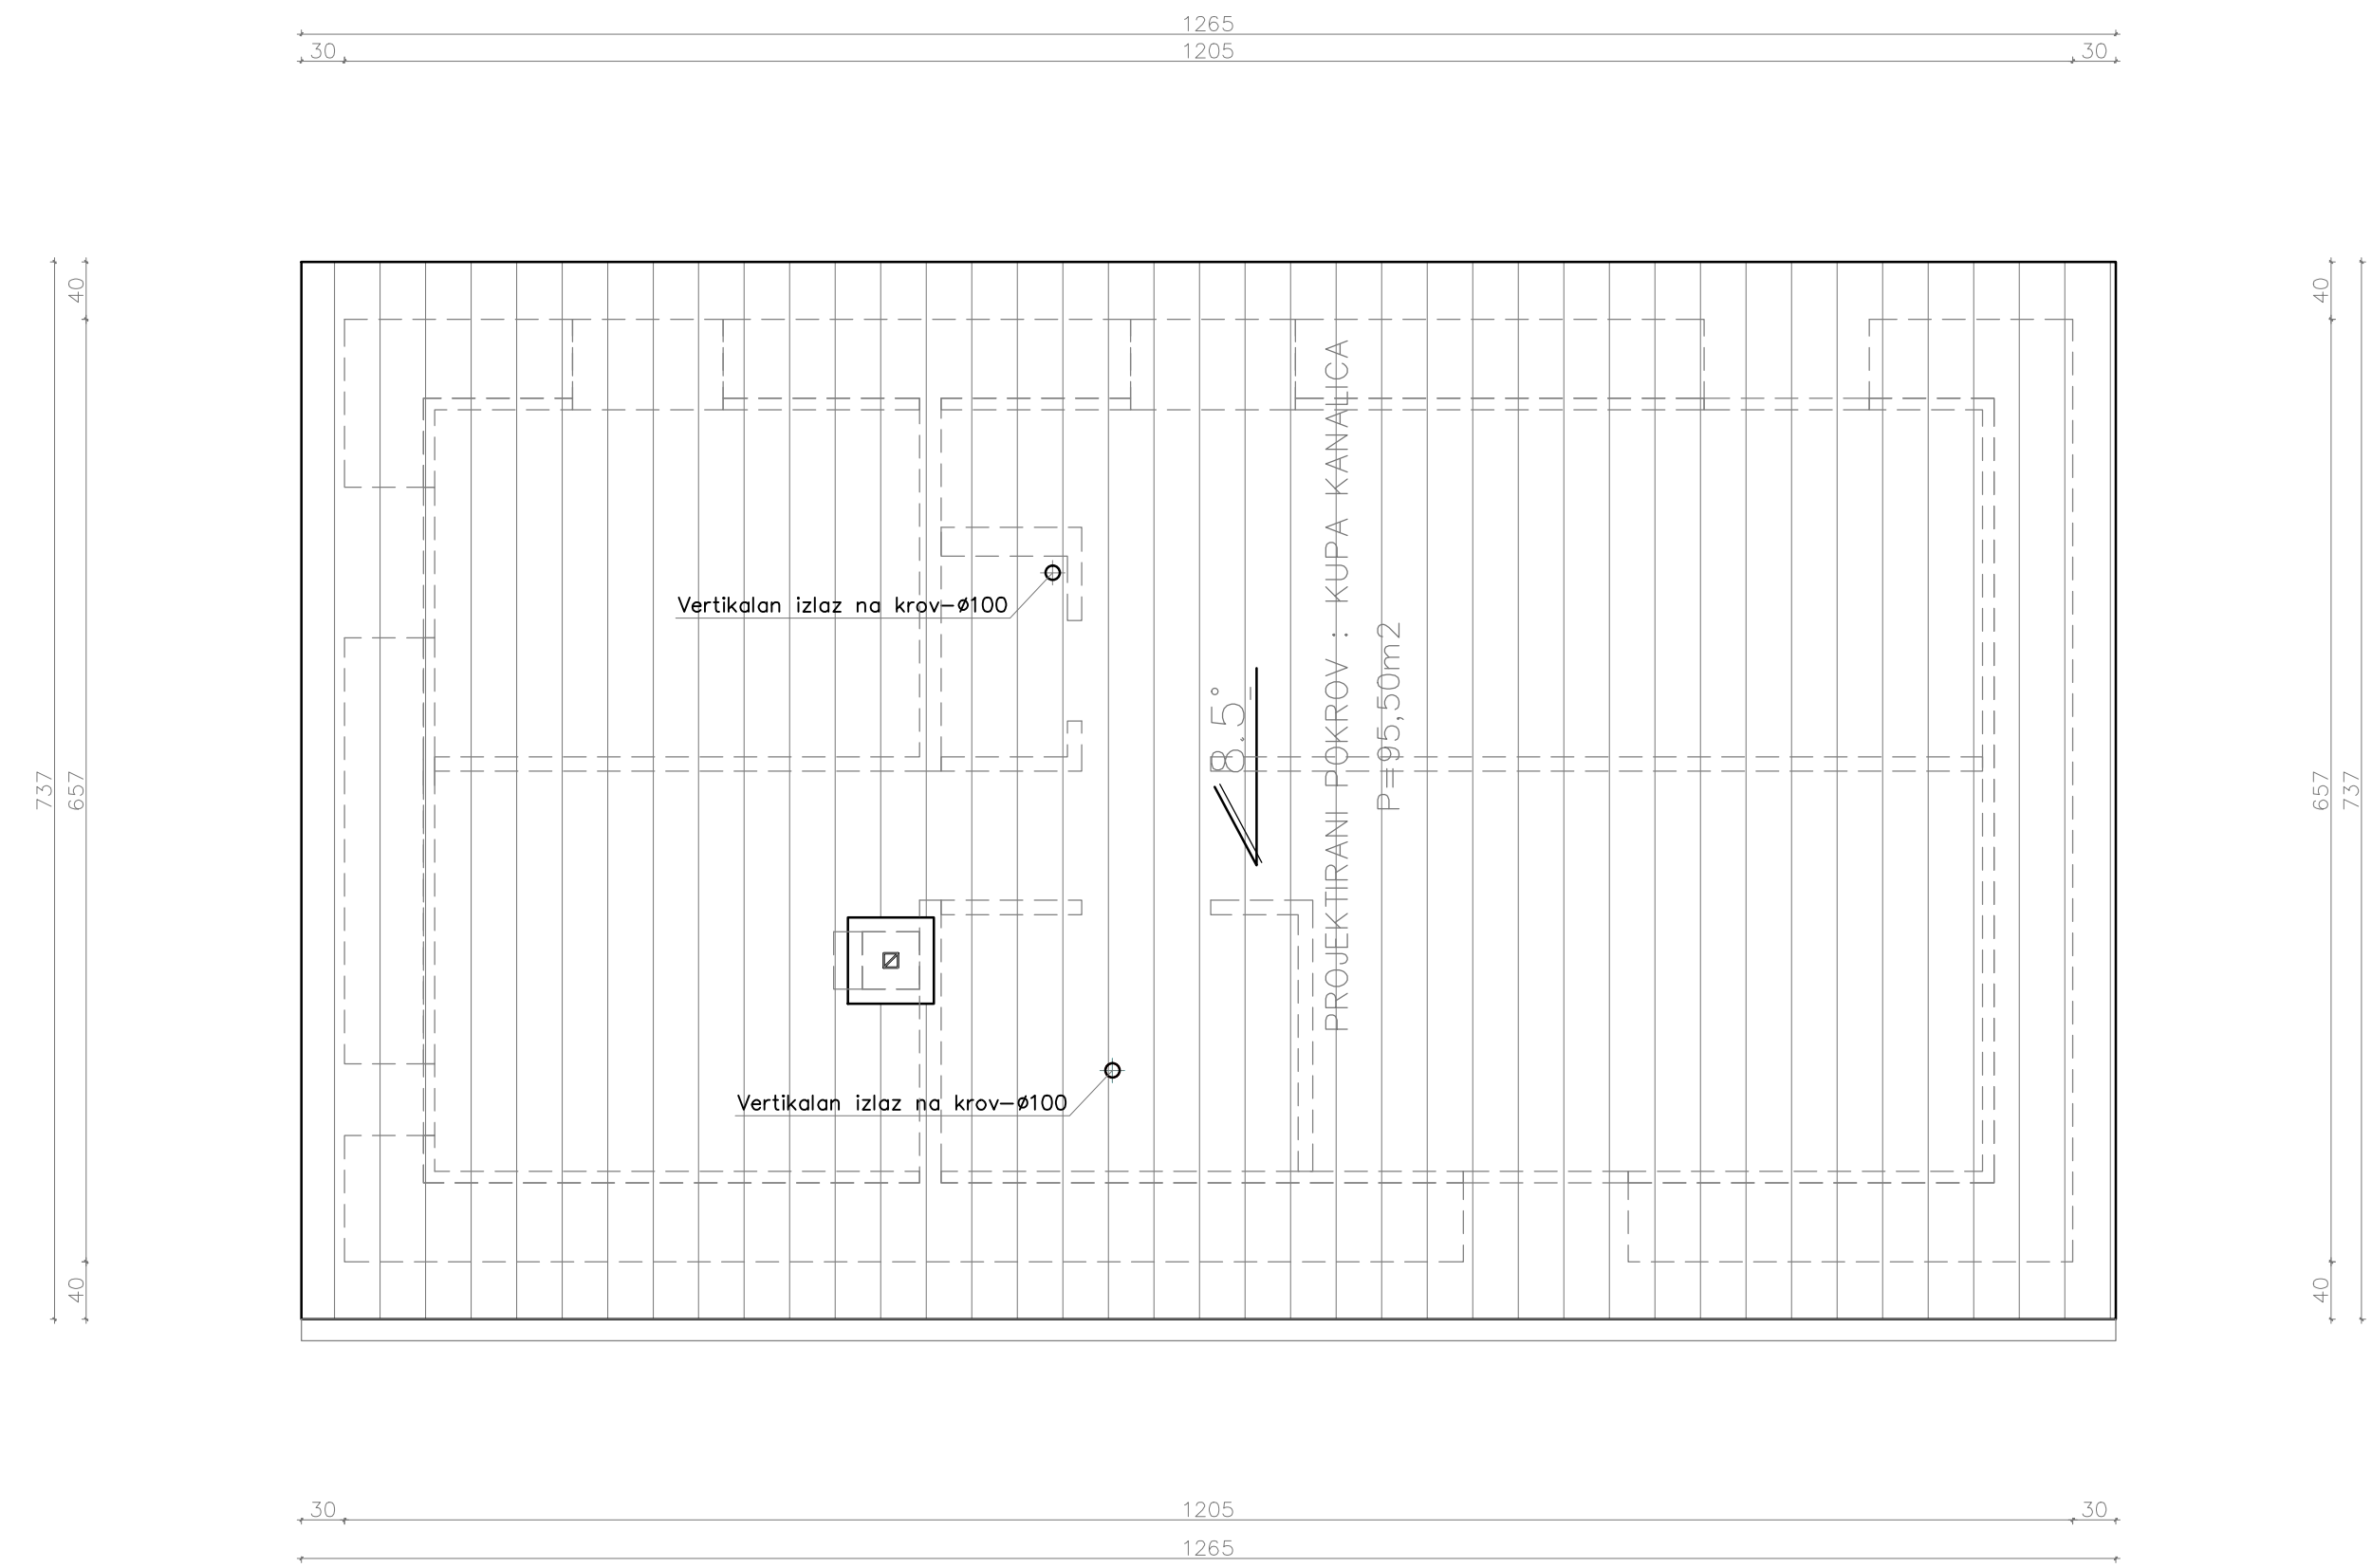 1265
30 1205 30
40
40
Vertikalan izlaz na krov-ø100
8.5°
PROJEKTIRANI POKROV : KUPA KANALICA
P=95,50m2
737
657
657
737
Vertikalan izlaz na krov-ø100
40
40
30 1205 30
1265